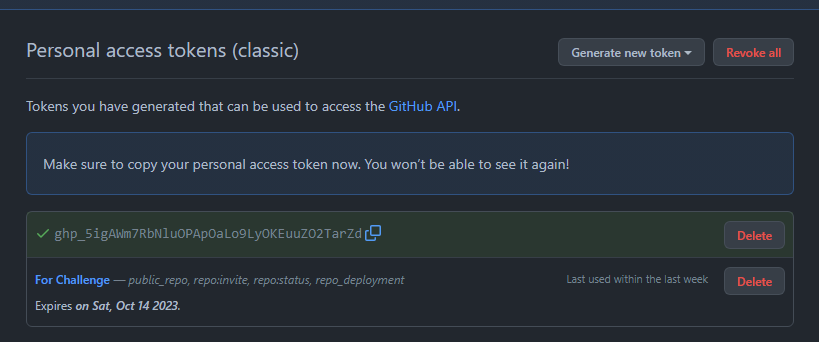 Personal access tokens (classic)
Generate new token
Revoke all
Tokens you have generated that can be used to access the GitHub API.
Make sure to copy your personal access token now. You won't be able to see it again!
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
Delete
For Challenge — public_repo, repo:invite, repo:status, repo_deployment
Last used within the last week
Delete
Expires on Sat, Oct 14 2023.